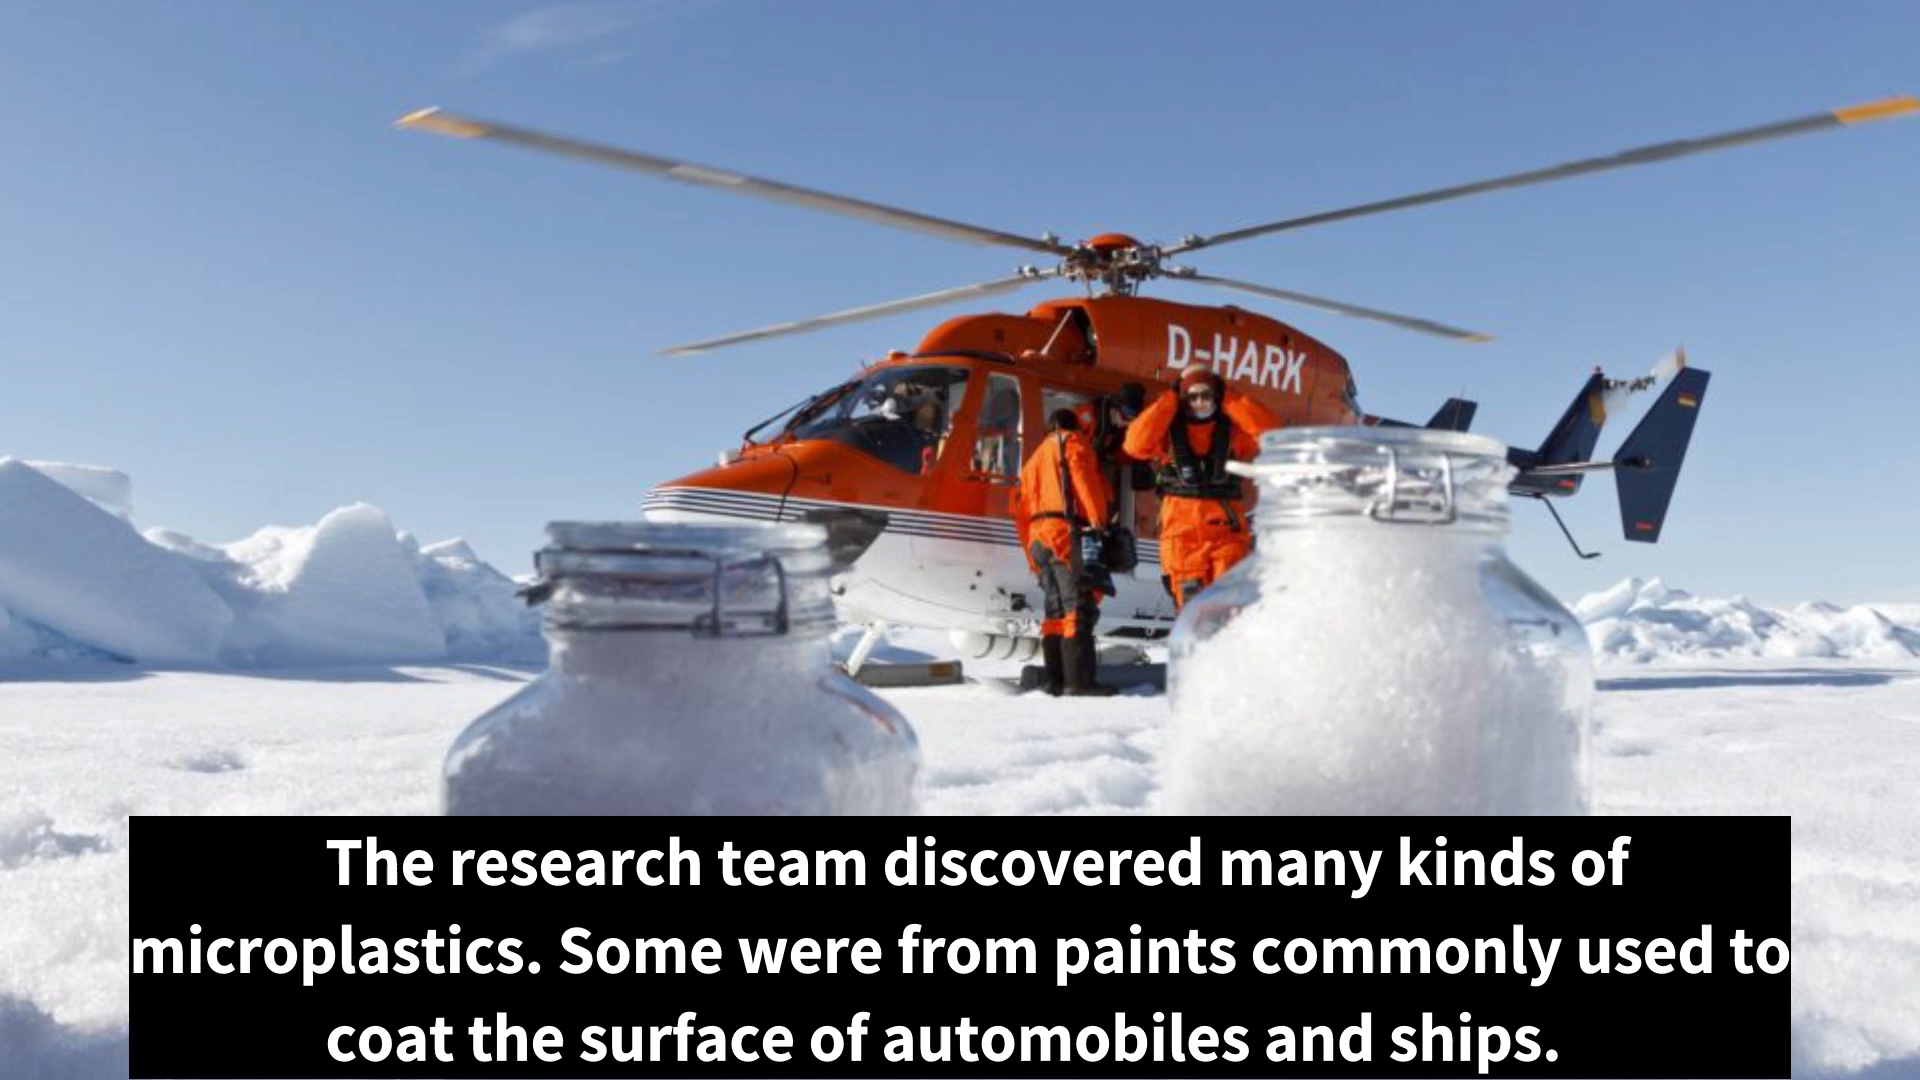 D-HARK
The research team discovered many kinds of
microplastics. Some were from paints commonly used to
coat the surface of automobiles and ships.